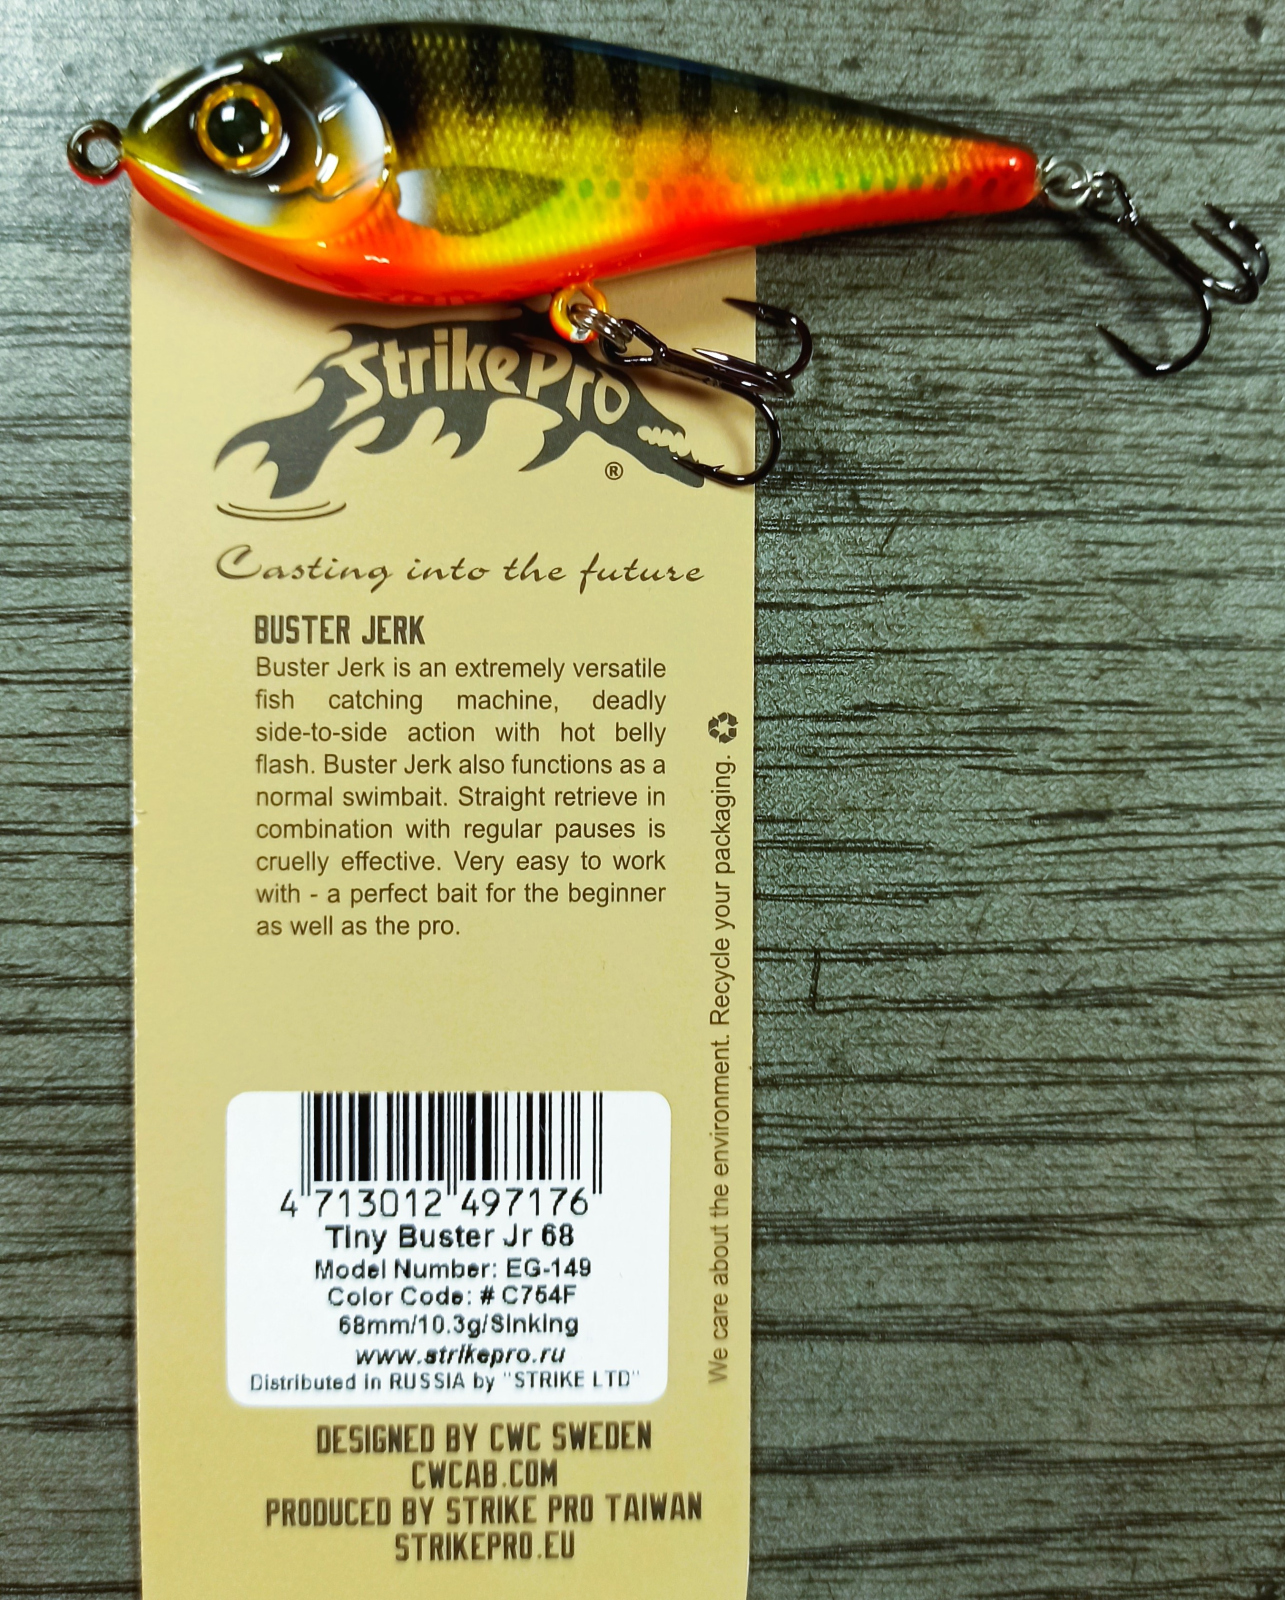 StrikePro
®
Casting into the future
BUSTER JERK
Buster Jerk is an extremely versatile
fish catching machine, deadly
side-to-side action with hot belly
flash. Buster Jerk also functions as a
normal swimbait. Straight retrieve in
combination with regular pauses is
cruelly effective. Very easy to work
with - a perfect bait for the beginner
as well as the pro.
We care about the environment. Recycle your packaging.
4 713012 497176
Tiny Buster Jr 68
Model Number: EG-149
Color Code: # C754F
68mm/10.3g/Sinking
www.strikepro.ru
Distributed in RUSSIA by "STRIKE LTD"
DESIGNED BY CWC SWEDEN
CWCAB.COM
PRODUCED BY STRIKE PRO TAIWAN
STRIKEPRO.EU